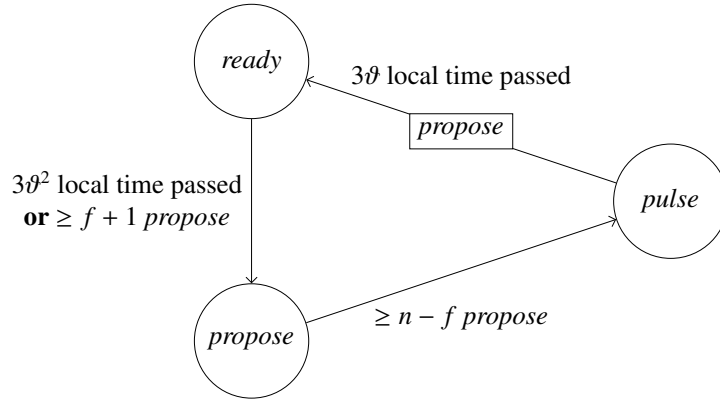 ready
3ϑ local time passed
propose
pulse
3ϑ² local time passed
or ≥ f + 1 propose
≥ n − f propose
propose